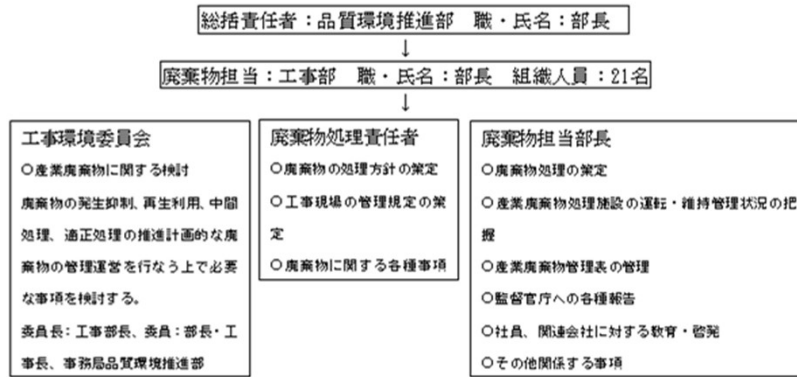 総括責任者：品質環境推進部　職・氏名：部長
↓
廃棄物担当：工事部　職・氏名：部長　組織人員：21名
↓
工事環境委員会
○産業廃棄物に関する検討
廃棄物の発生抑制、再生利用、中間
処理、適正処理の推進計画的な廃
棄物の管理運営を行なう上で必要
な事項を検討する。
委員長：工事部長、委員：部長・工
事長、事務局品質環境推進部
廃棄物処理責任者
○廃棄物の処理方針の策定
○工事現場の管理規定の策
定
○廃棄物に関する各種事項
廃棄物担当部長
○廃棄物処理の策定
○産業廃棄物処理施設の運転・維持管理状況の把
握
○産業廃棄物管理表の管理
○監督官庁への各種報告
○社員、関連会社に対する教育・啓発
○その他関係する事項